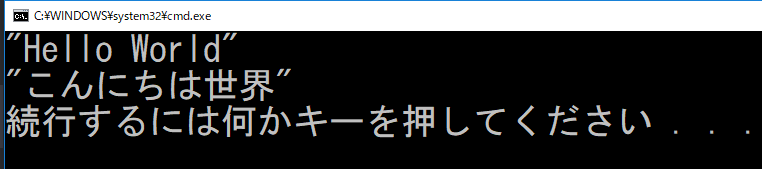 C:¥WINDOWS¥system32¥cmd.exe
"Hello World"
"こんにちは世界"
続行するには何かキーを押してください . . .